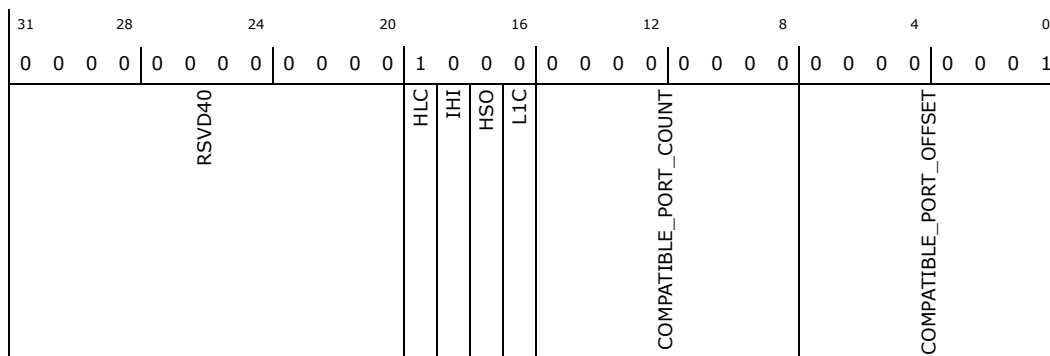 31 28 24 20 16 12 8 4 0
0 0 0 0 0 0 0 0 0 0 0 0 1 0 0 0 0 0 0 0 0 0 0 0 0 0 0 0 0 0 0 1
RSVD40
HLC
IHI
HSO
L1C
COMPATIBLE_PORT_COUNT
COMPATIBLE_PORT_OFFSET